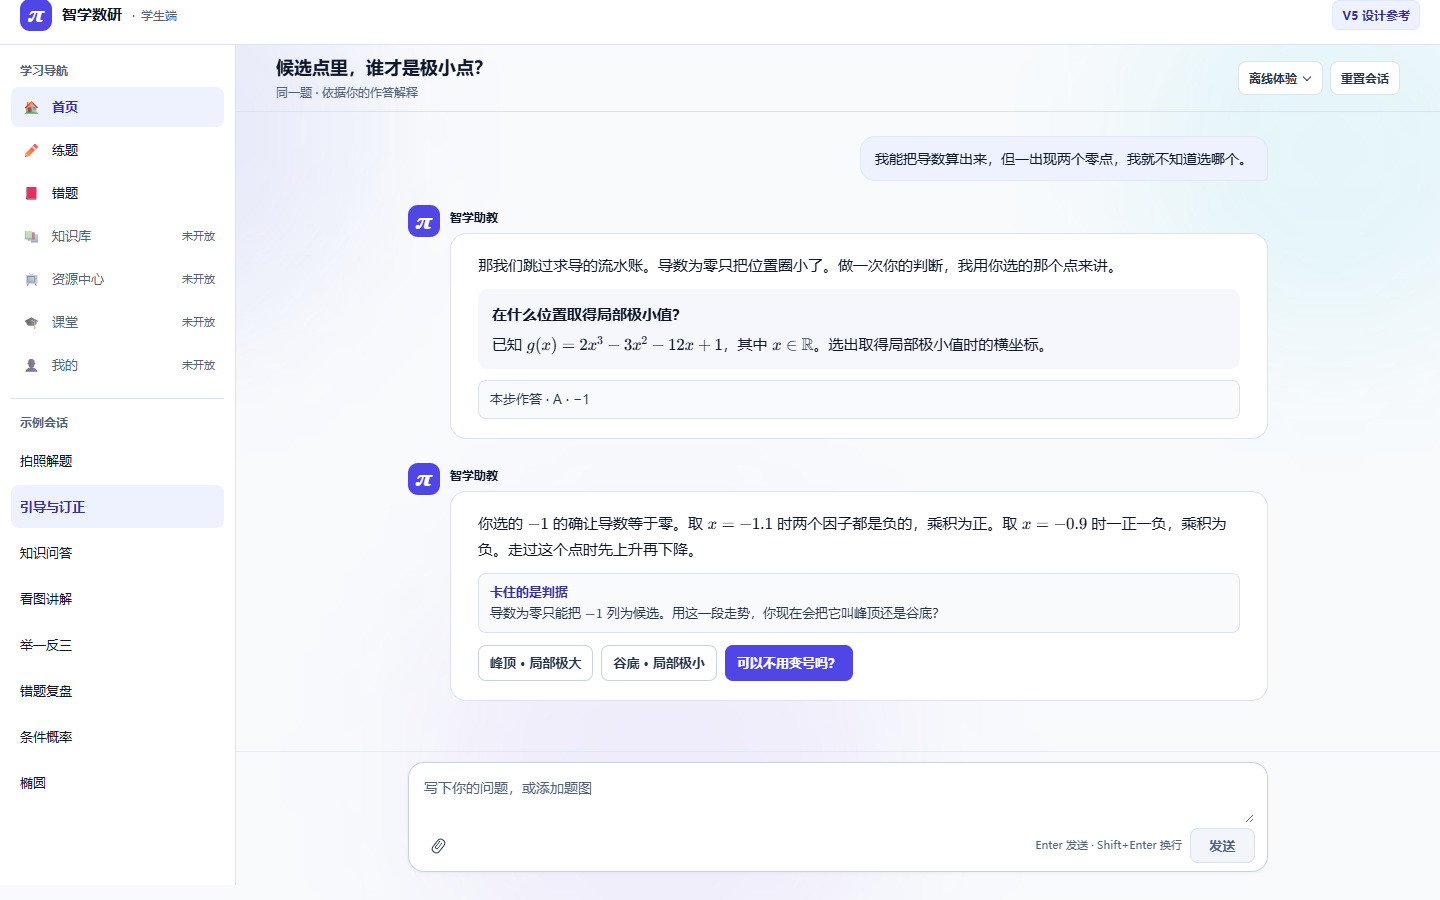 π 智学数研 · 学生端
V5 设计参考
学习导航
首页
练题
错题
知识库 未开放
资源中心 未开放
课堂 未开放
我的 未开放
示例会话
拍照解题
引导与订正
知识问答
看图讲解
举一反三
错题复盘
条件概率
椭圆
候选点里，谁才是极小点？
同一题 · 依据你的作答解释
离线体验
重置会话
我能把导数算出来，但一出现两个零点，我就不知道选哪个。
π 智学助教
那我们跳过求导的流水账。导数为零只把位置圈小了。做一次你的判断，我用你选的那个点来讲。
在什么位置取得局部极小值？
已知 g(x) = 2x³ − 3x² − 12x + 1，其中 x ∈ ℝ。选出取得局部极小值时的横坐标。
本步作答 · A · −1
π 智学助教
你选的 −1 的确让导数等于零。取 x = −1.1 时两个因子都是负的，乘积为正。取 x = −0.9 时一正一负，乘积为
负。走过这个点时先上升再下降。
卡住的是判据
导数为零只能把 −1 列为候选。用这一段走势，你现在会把它叫峰顶还是谷底？
峰顶 • 局部极大
谷底 • 局部极小
可以不用变号吗？
写下你的问题，或添加题图
Enter 发送 · Shift+Enter 换行
发送